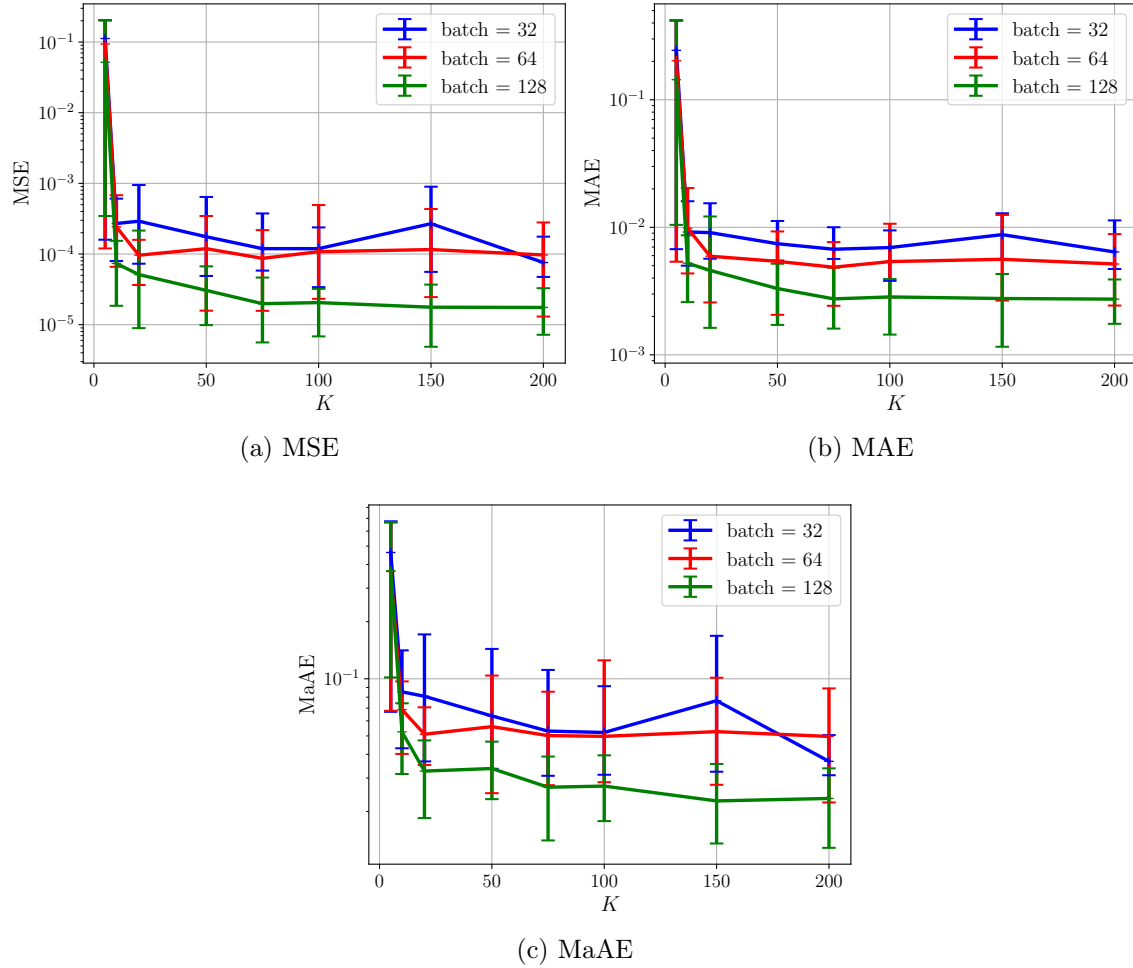 batch = 32
batch = 64
batch = 128
10⁻¹
10⁻²
10⁻³
10⁻⁴
10⁻⁵
MSE
0 50 100 150 200
K
(a) MSE
batch = 32
batch = 64
batch = 128
10⁻¹
10⁻²
10⁻³
MAE
0 50 100 150 200
K
(b) MAE
batch = 32
batch = 64
batch = 128
10⁻¹
MaAE
0 50 100 150 200
K
(c) MaAE